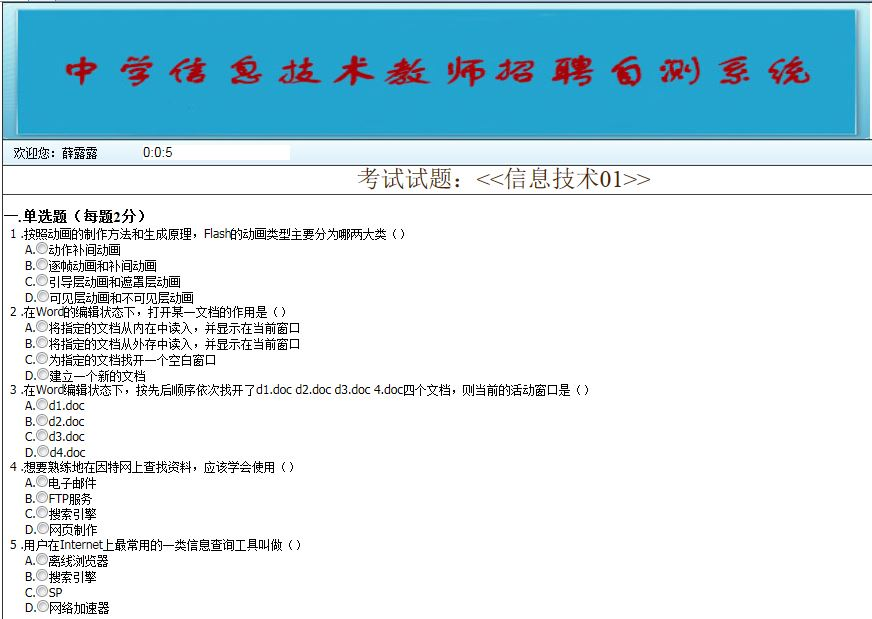 中学信息技术教师招聘自测系统
欢迎您：薛露露 0:0:5
考试试题：<<信息技术01>>
一.单选题（每题2分）
1 .按照动画的制作方法和生成原理，Flash的动画类型主要分为哪两大类（）
A.动作补间动画
B.逐帧动画和补间动画
C.引导层动画和遮罩层动画
D.可见层动画和不可见层动画
2 .在Word的编辑状态下，打开某一文档的作用是（）
A.将指定的文档从内在中读入，并显示在当前窗口
B.将指定的文档从外存中读入，并显示在当前窗口
C.为指定的文档找开一个空白窗口
D.建立一个新的文档
3 .在Word编辑状态下，按先后顺序依次找开了d1.doc d2.doc d3.doc 4.doc四个文档，则当前的活动窗口是（）
A.d1.doc
B.d2.doc
C.d3.doc
D.d4.doc
4 .想要熟练地在因特网上查找资料，应该学会使用（）
A.电子邮件
B.FTP服务
C.搜索引擎
D.网页制作
5 .用户在Internet上最常用的一类信息查询工具叫做（）
A.离线浏览器
B.搜索引擎
C.SP
D.网络加速器